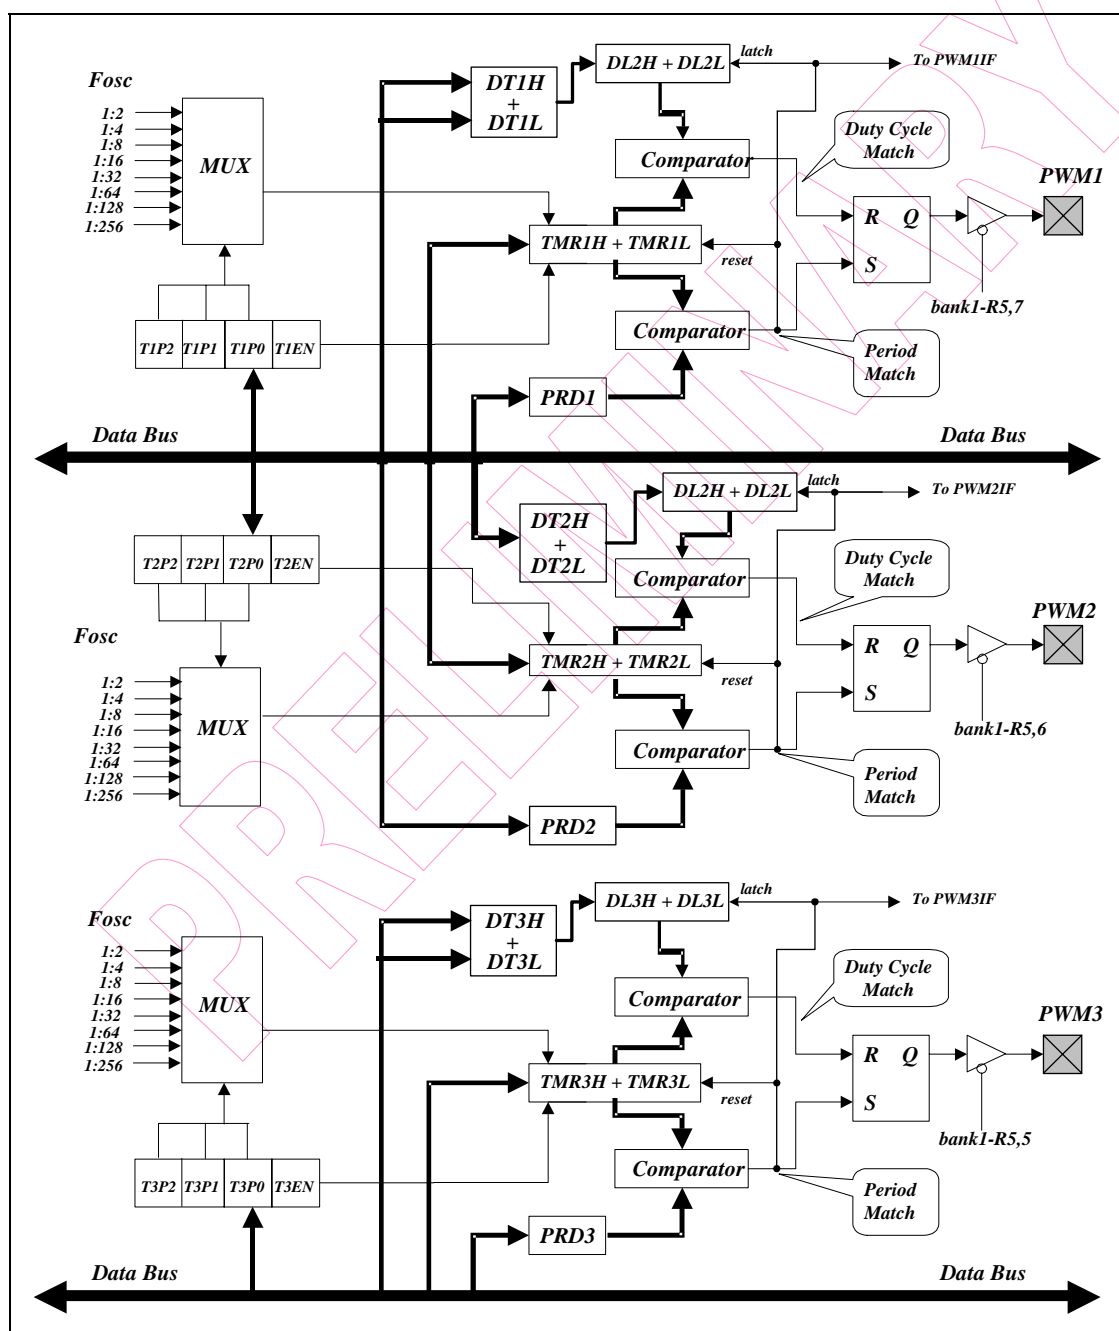 DT1H
+
DT1L
DL2H + DL2L
latch
To PWM1IF
Fosc
1:2
1:4
1:8
1:16
1:32
1:64
1:128
1:256
MUX
Comparator
Duty Cycle
Match
PWM1
R Q
S
TMR1H + TMR1L
reset
bank1-R5,7
T1P2 T1P1 T1P0 T1EN
Comparator
Period
Match
PRD1
Data Bus
Data Bus
DL2H + DL2L
latch
To PWM2IF
DT2H
+
DT2L
T2P2 T2P1 T2P0 T2EN
Comparator
Duty Cycle
Match
PWM2
Fosc
1:2
1:4
1:8
1:16
1:32
1:64
1:128
1:256
MUX
TMR2H + TMR2L
reset
R Q
S
bank1-R5,6
Comparator
Period
Match
PRD2
DL3H + DL3L
latch
To PWM3IF
DT3H
+
DT3L
Fosc
1:2
1:4
1:8
1:16
1:32
1:64
1:128
1:256
MUX
Comparator
Duty Cycle
Match
PWM3
R Q
S
TMR3H + TMR3L
reset
bank1-R5,5
T3P2 T3P1 T3P0 T3EN
Comparator
Period
Match
PRD3
Data Bus
Data Bus
PRELIMINARY